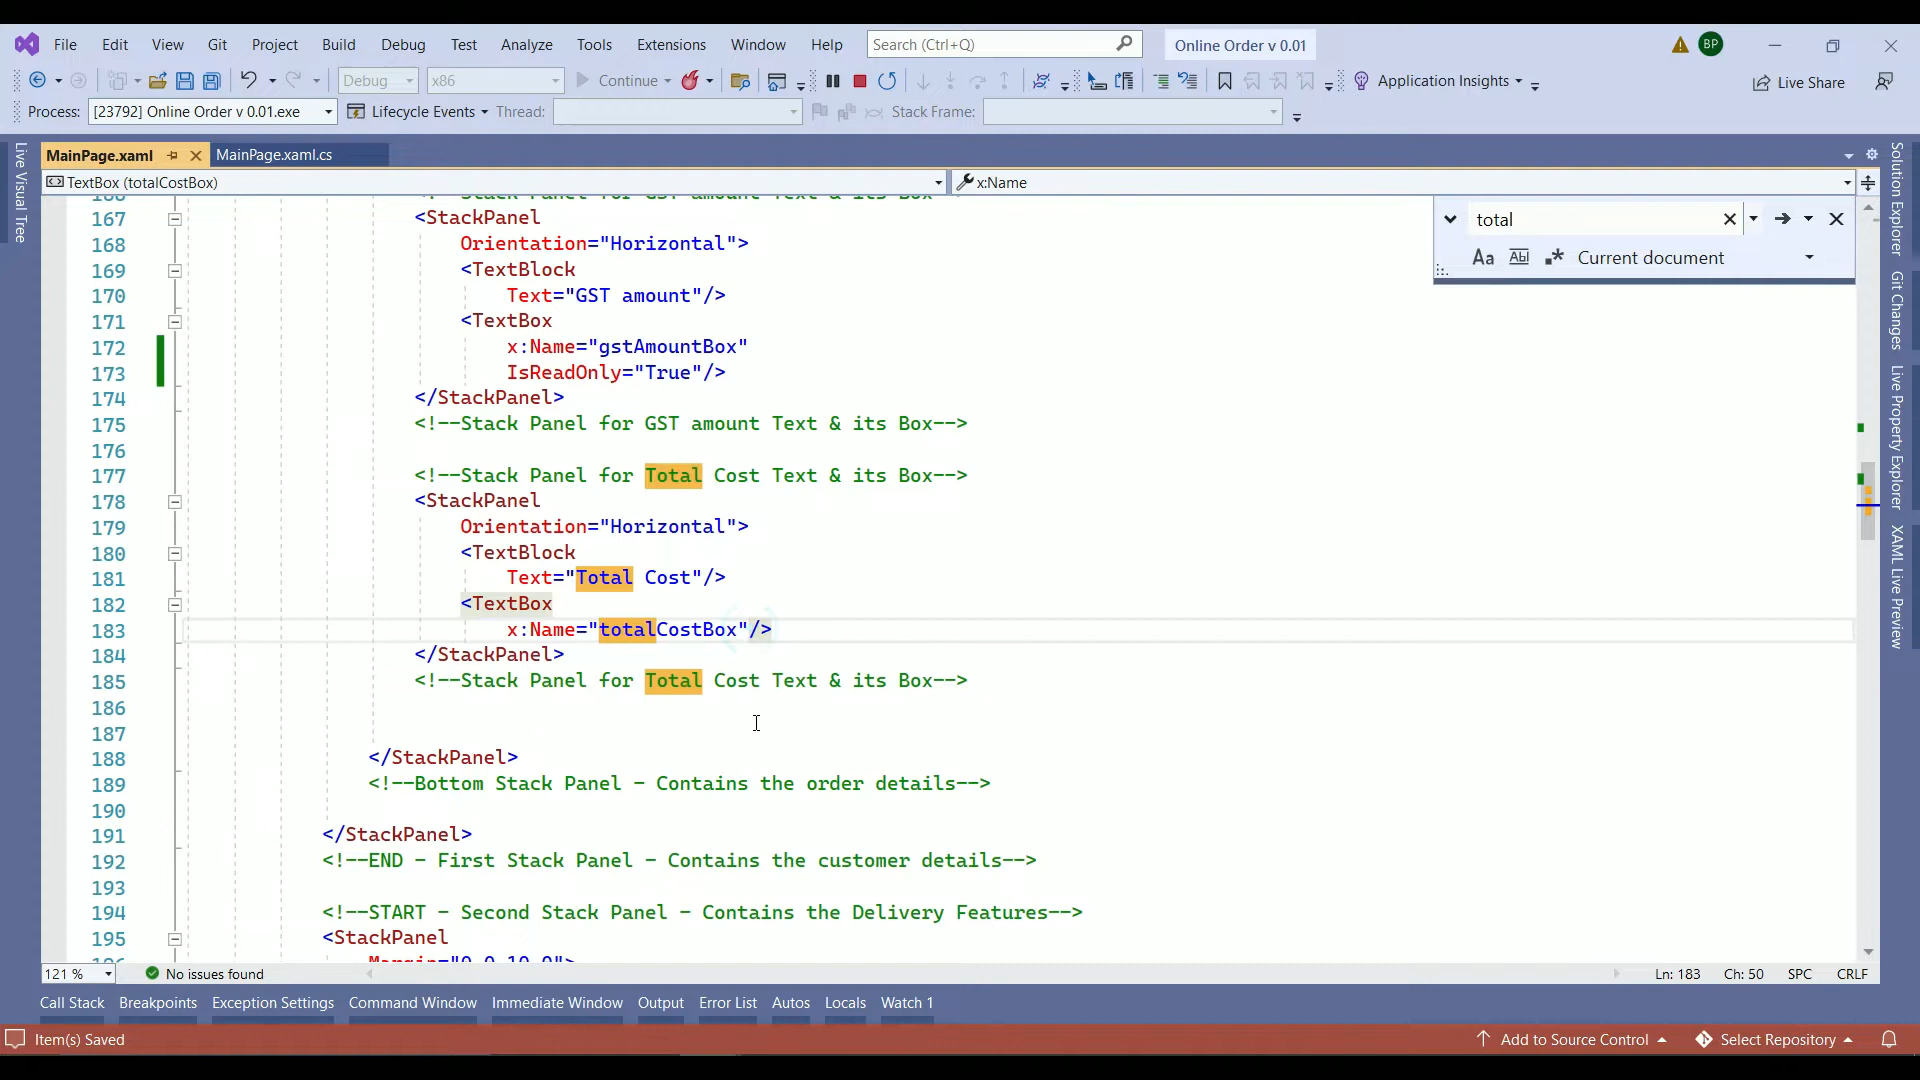 File Edit View Git Project Build Debug Test Analyze Tools Extensions Window Help Search (Ctrl+Q) Online Order v 0.01 BP
Debug x86 Continue Application Insights Live Share
Process: [23792] Online Order v 0.01.exe Lifecycle Events Thread: Stack Frame:
Live Visual Tree
MainPage.xaml MainPage.xaml.cs
TextBox (totalCostBox) x:Name
total
Aa Abl .* Current document
167 <StackPanel
168 Orientation="Horizontal">
169 <TextBlock
170 Text="GST amount"/>
171 <TextBox
172 x:Name="gstAmountBox"
173 IsReadOnly="True"/>
174 </StackPanel>
175 <!--Stack Panel for GST amount Text & its Box-->
176
177 <!--Stack Panel for Total Cost Text & its Box-->
178 <StackPanel
179 Orientation="Horizontal">
180 <TextBlock
181 Text="Total Cost"/>
182 <TextBox
183 x:Name="totalCostBox"/>
184 </StackPanel>
185 <!--Stack Panel for Total Cost Text & its Box-->
186
187
188 </StackPanel>
189 <!--Bottom Stack Panel - Contains the order details-->
190
191 </StackPanel>
192 <!--END - First Stack Panel - Contains the customer details-->
193
194 <!--START - Second Stack Panel - Contains the Delivery Features-->
195 <StackPanel
Solution Explorer
Git Changes
Live Property Explorer
XAML Live Preview
121 % No issues found Ln: 183 Ch: 50 SPC CRLF
Call Stack Breakpoints Exception Settings Command Window Immediate Window Output Error List Autos Locals Watch 1
Item(s) Saved Add to Source Control Select Repository